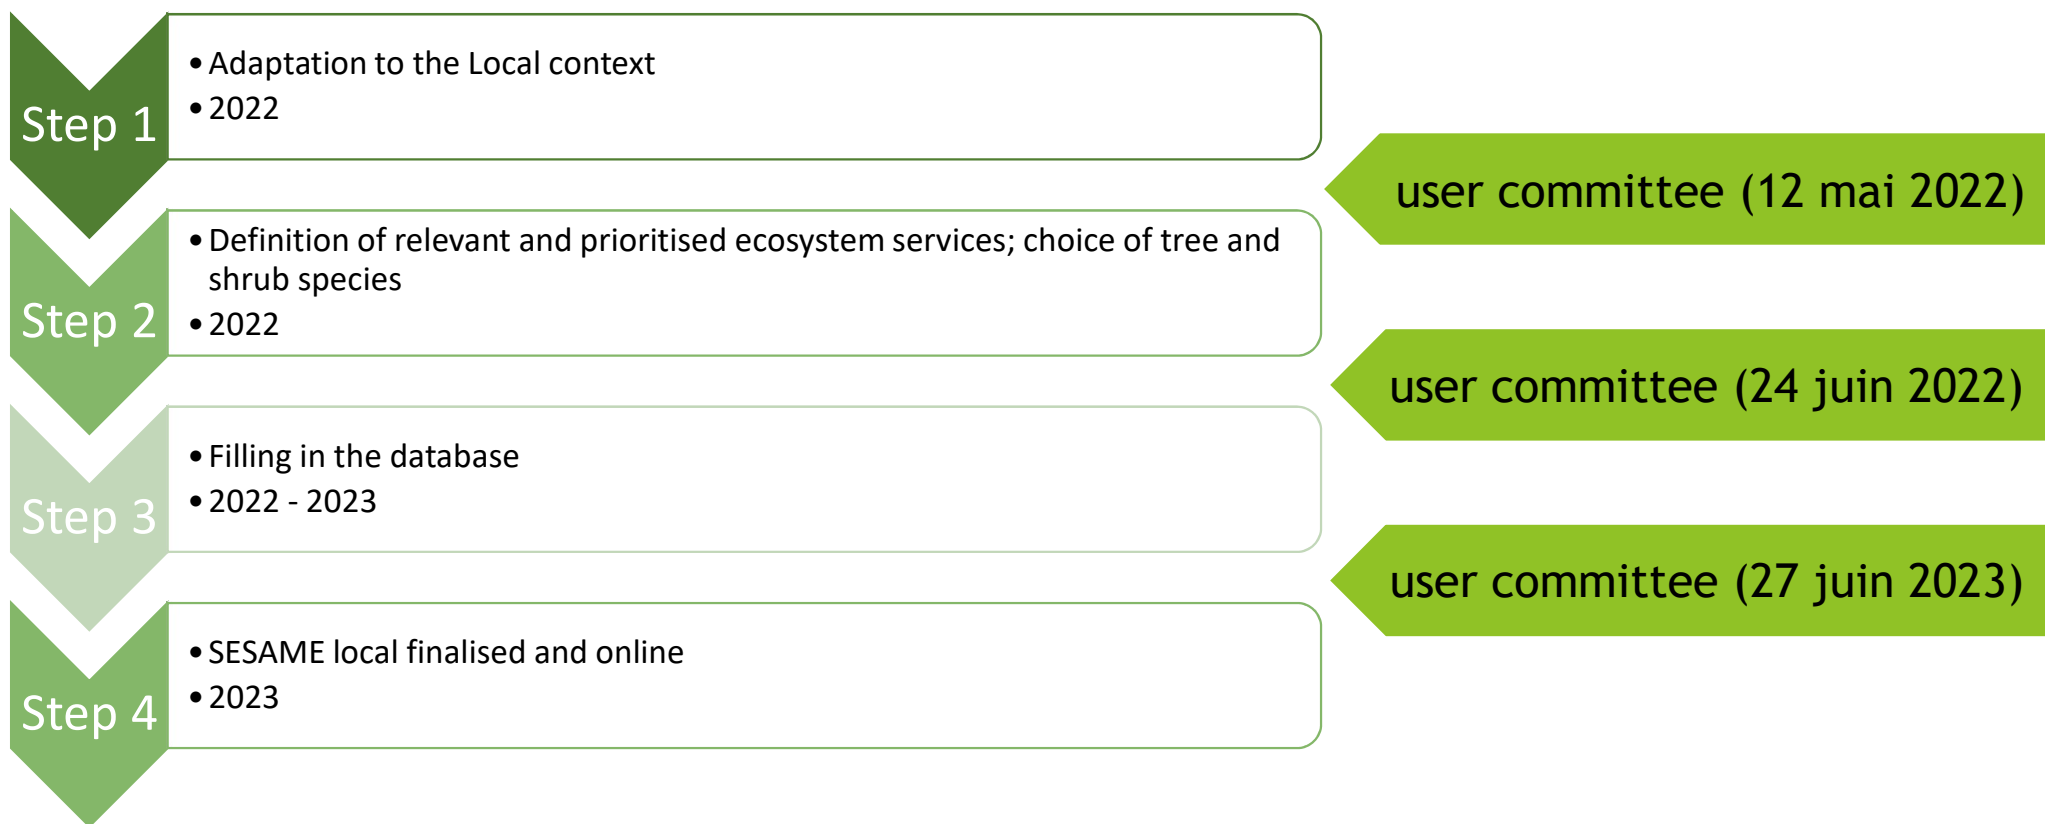 Step 1
• Adaptation to the Local context
• 2022
user committee (12 mai 2022)
Step 2
• Definition of relevant and prioritised ecosystem services; choice of tree and
shrub species
• 2022
user committee (24 juin 2022)
Step 3
• Filling in the database
• 2022 - 2023
user committee (27 juin 2023)
Step 4
• SESAME local finalised and online
• 2023